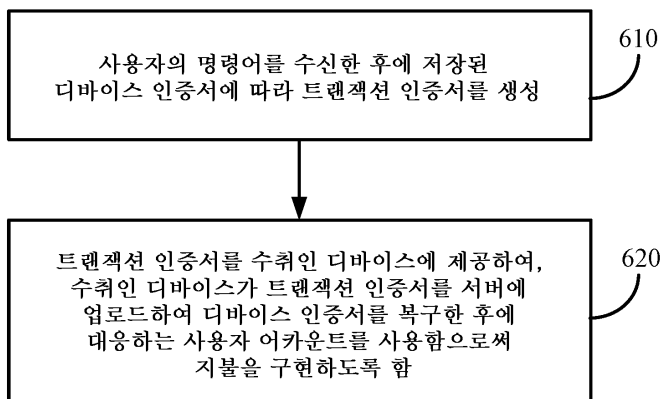 사용자의 명령어를 수신한 후에 저장된
디바이스 인증서에 따라 트랜잭션 인증서를 생성
610
트랜잭션 인증서를 수취인 디바이스에 제공하여,
수취인 디바이스가 트랜잭션 인증서를 서버에
업로드하여 디바이스 인증서를 복구한 후에
대응하는 사용자 어카운트를 사용함으로써
지불을 구현하도록 함
620